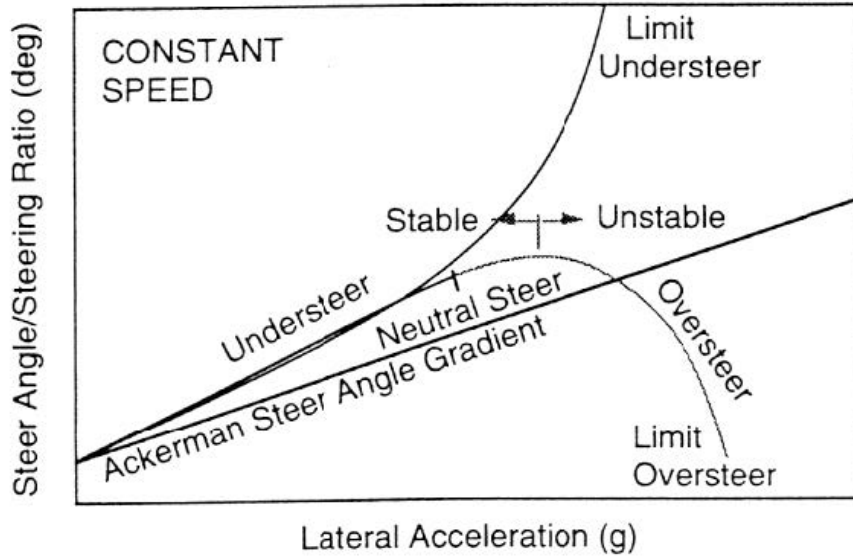 CONSTANT
SPEED
Limit
Understeer
Stable
Unstable
Understeer
Neutral Steer
Ackerman Steer Angle Gradient
Oversteer
Limit
Oversteer
Steer Angle/Steering Ratio (deg)
Lateral Acceleration (g)